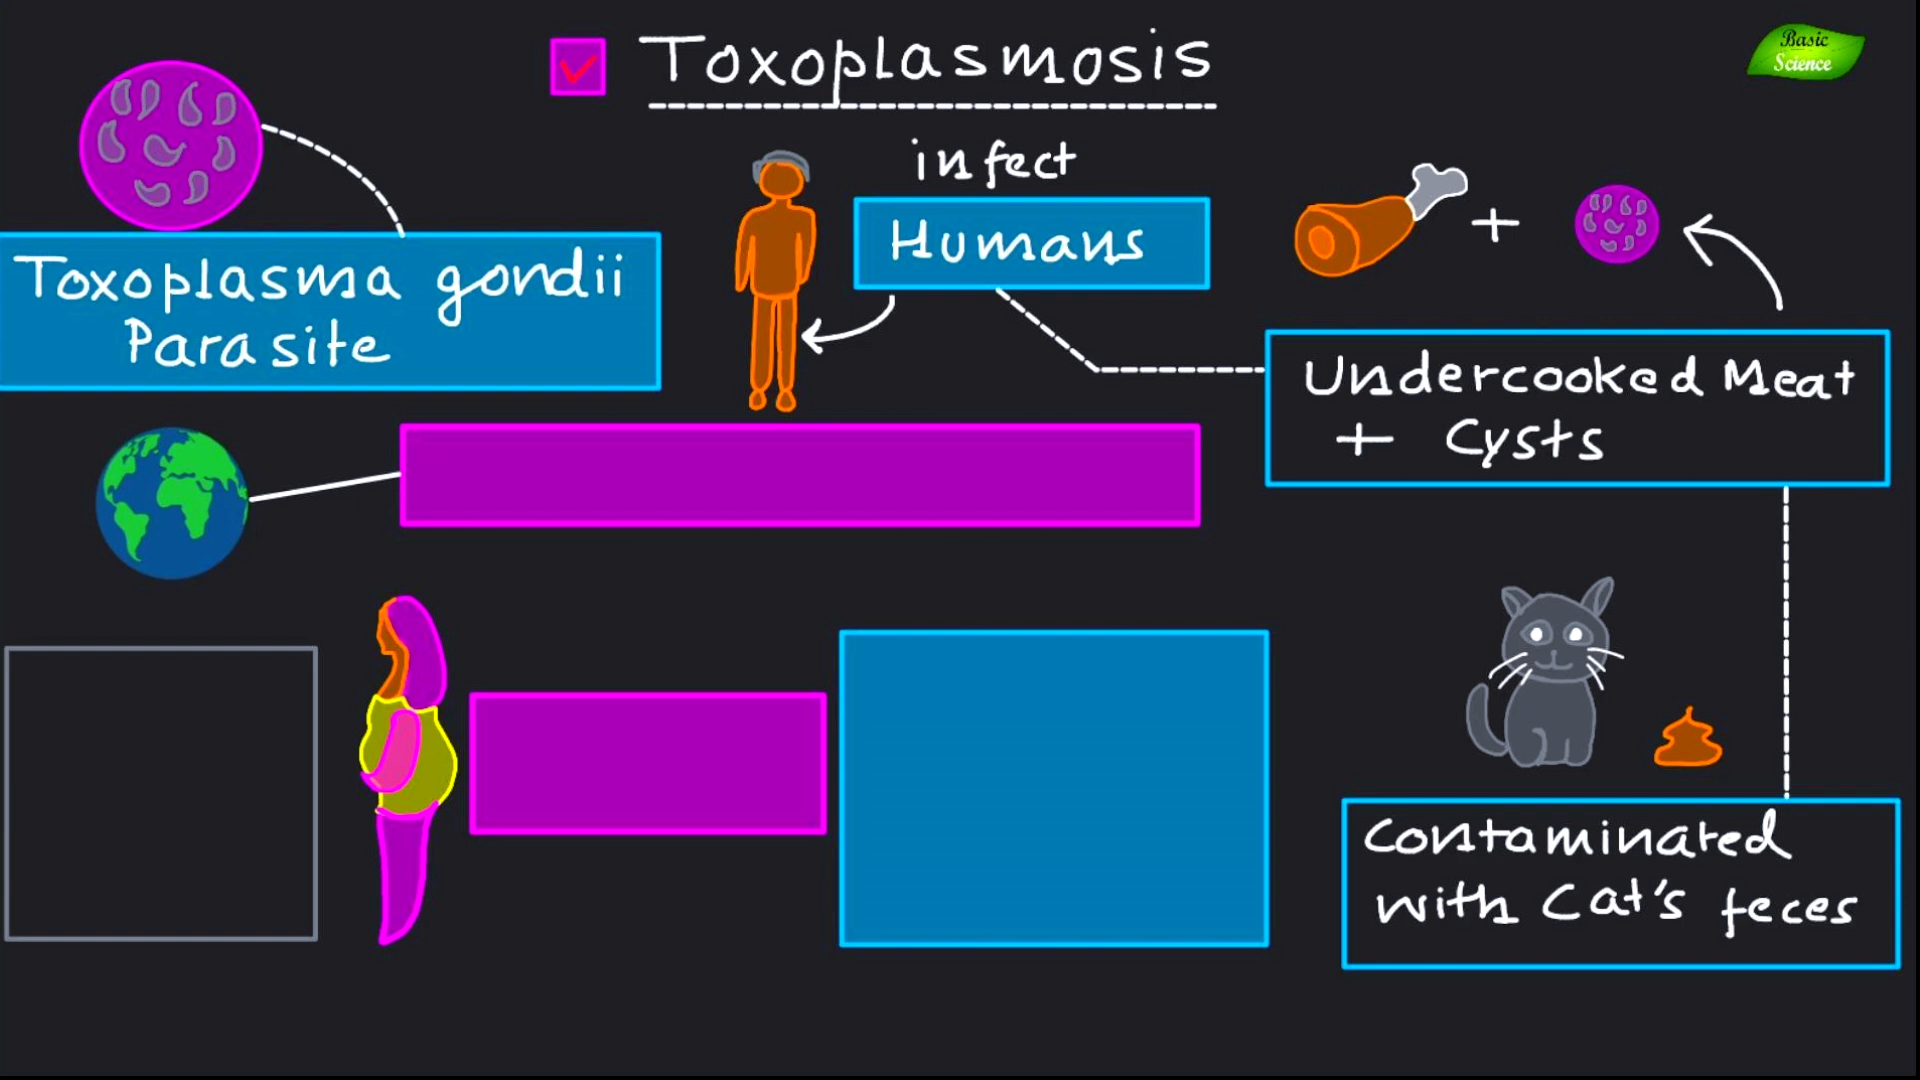 Toxoplasmosis
Basic
Science
infect
Humans
Toxoplasma gondii
Parasite
+
Undercooked Meat
+ Cysts
Contaminated
with Cat's feces